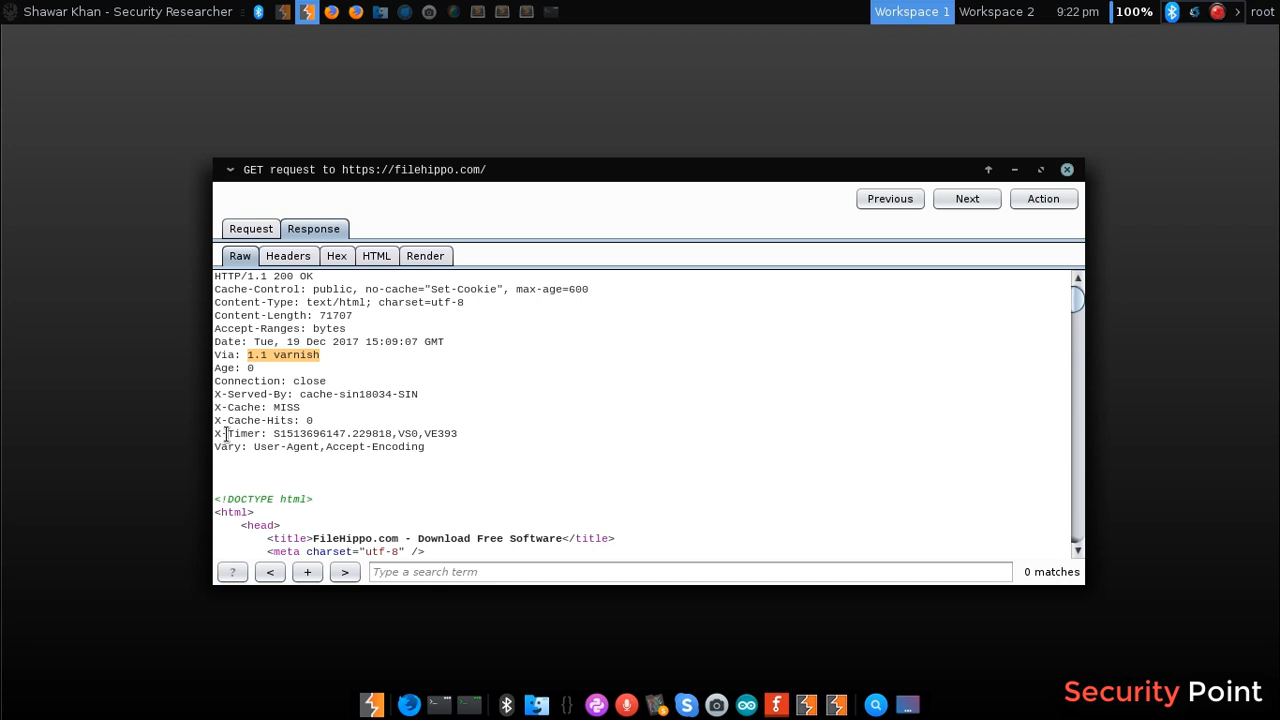 Shawar Khan - Security Researcher
Workspace 1 Workspace 2 9:22 pm 100% root
GET request to https://filehippo.com/
Previous Next Action
Request Response
Raw Headers Hex HTML Render
HTTP/1.1 200 OK
Cache-Control: public, no-cache="Set-Cookie", max-age=600
Content-Type: text/html; charset=utf-8
Content-Length: 71707
Accept-Ranges: bytes
Date: Tue, 19 Dec 2017 15:09:07 GMT
Via: 1.1 varnish
Age: 0
Connection: close
X-Served-By: cache-sin18034-SIN
X-Cache: MISS
X-Cache-Hits: 0
X-Timer: S1513696147.229818,VS0,VE393
Vary: User-Agent,Accept-Encoding
<!DOCTYPE html>
<html>
<head>
<title>FileHippo.com - Download Free Software</title>
<meta charset="utf-8" />
? < + > Type a search term 0 matches
Security Point